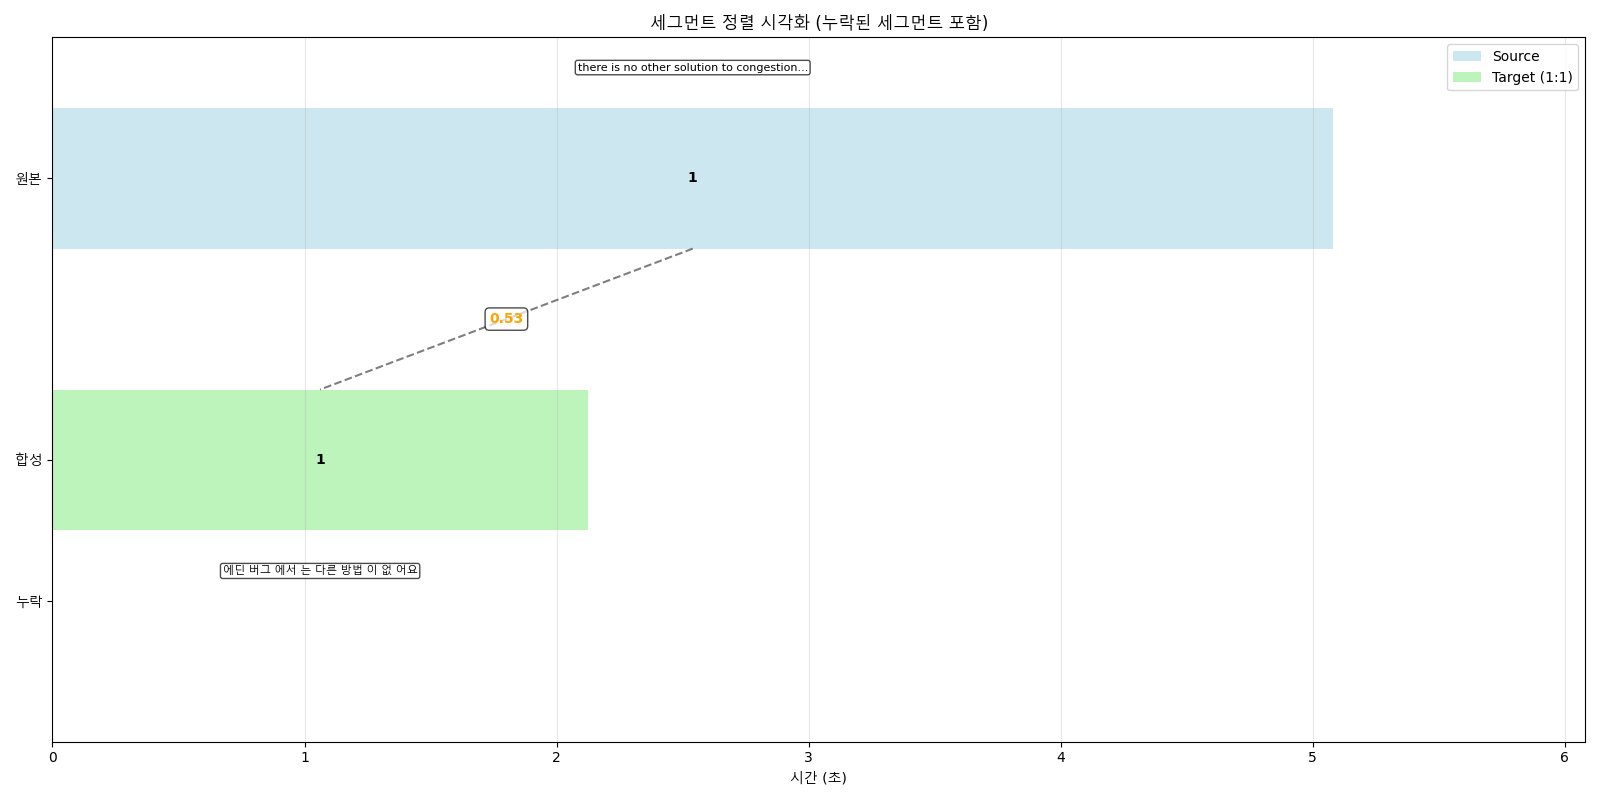 세그먼트 정렬 시각화 (누락된 세그먼트 포함)
there is no other solution to congestion...
Source
Target (1:1)
원본
1
0.53
합성
1
에딘 버그 에서 는 다른 방법 이 없 어요
누락
0 1 2 3 4 5 6
시간 (초)